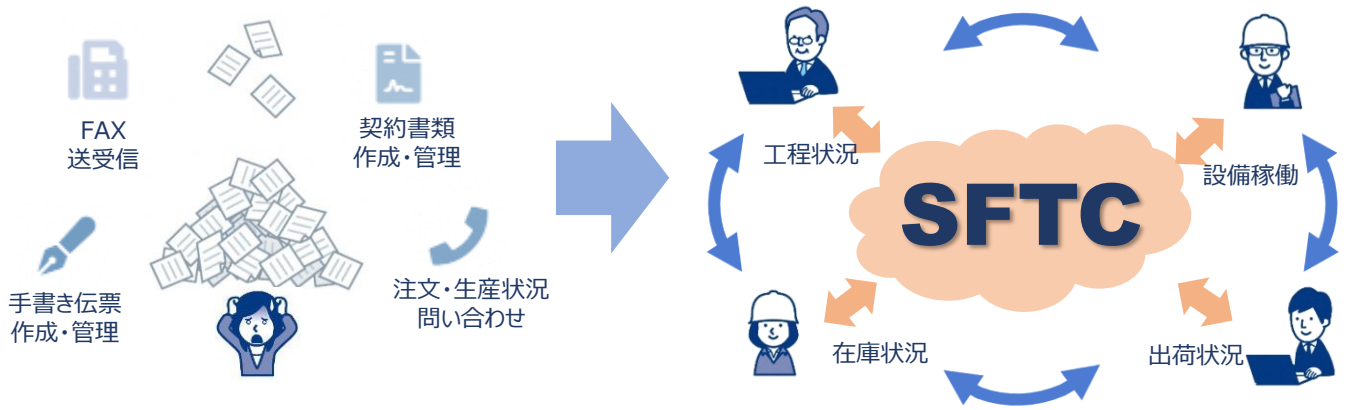 FAX
送受信
契約書類
作成・管理
手書き伝票
作成・管理
注文・生産状況
問い合わせ
工程状況
設備稼働
SFTC
在庫状況
出荷状況